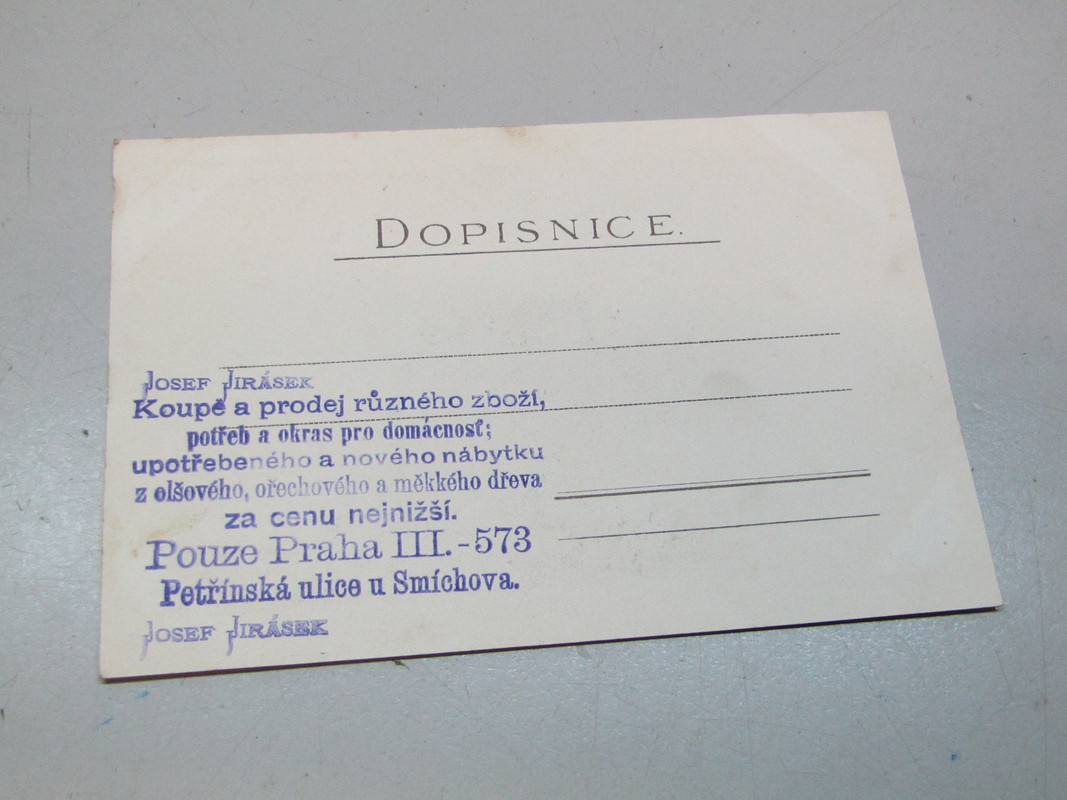 DOPISNICE.
JOSEF JIRÁSEK
Koupě a prodej různého zboží,
potřeb a okras pro domácnosť;
upotřebeného a nového nábytku
z olšového, ořechového a měkkého dřeva
za cenu nejnižší.
Pouze Praha III.-573
Petřínská ulice u Smíchova.
JOSEF JIRÁSEK